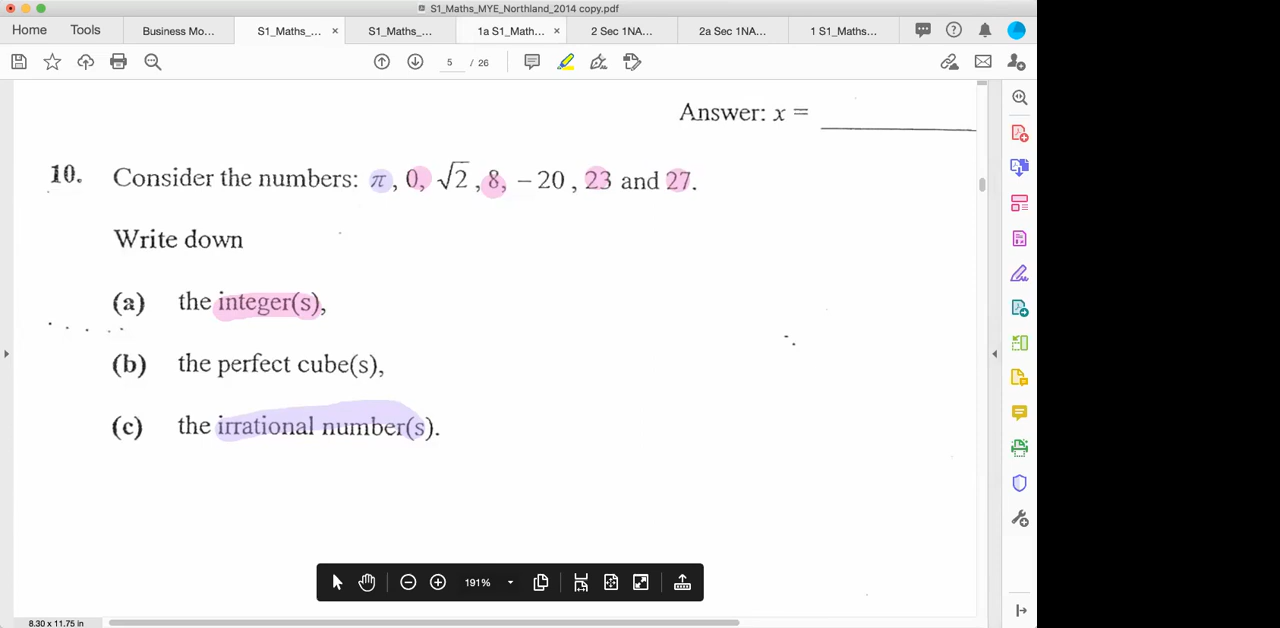 S1_Maths_MYE_Northland_2014 copy.pdf
Home Tools Business Mo... S1_Maths_... × S1_Maths_... 1a S1_Math... × 2 Sec 1NA... 2a Sec 1NA... 1 S1_Maths...
5 / 26
Answer: x = ____________
10. Consider the numbers: π, 0, √2, 8, − 20, 23 and 27.
Write down
(a) the integer(s),
(b) the perfect cube(s),
(c) the irrational number(s).
191%
8.30 x 11.75 in